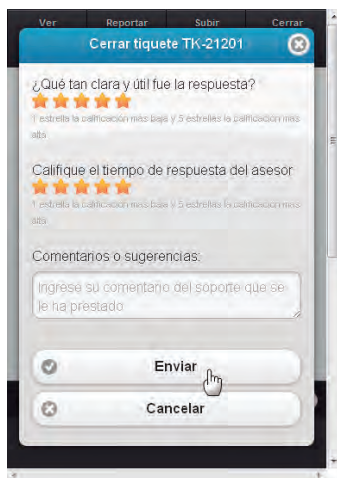 Ver Reportar Subir Cerrar
Cerrar tiquete TK-21201
¿Qué tan clara y útil fue la respuesta?
1 estrella la calificación más baja y 5 estrellas la calificación más
alta
Califique el tiempo de respuesta del asesor
1 estrella la calificación más baja y 5 estrellas la calificación más
alta
Comentarios o sugerencias:
Ingrese su comentario del soporte que se
le ha prestado
Enviar
Cancelar